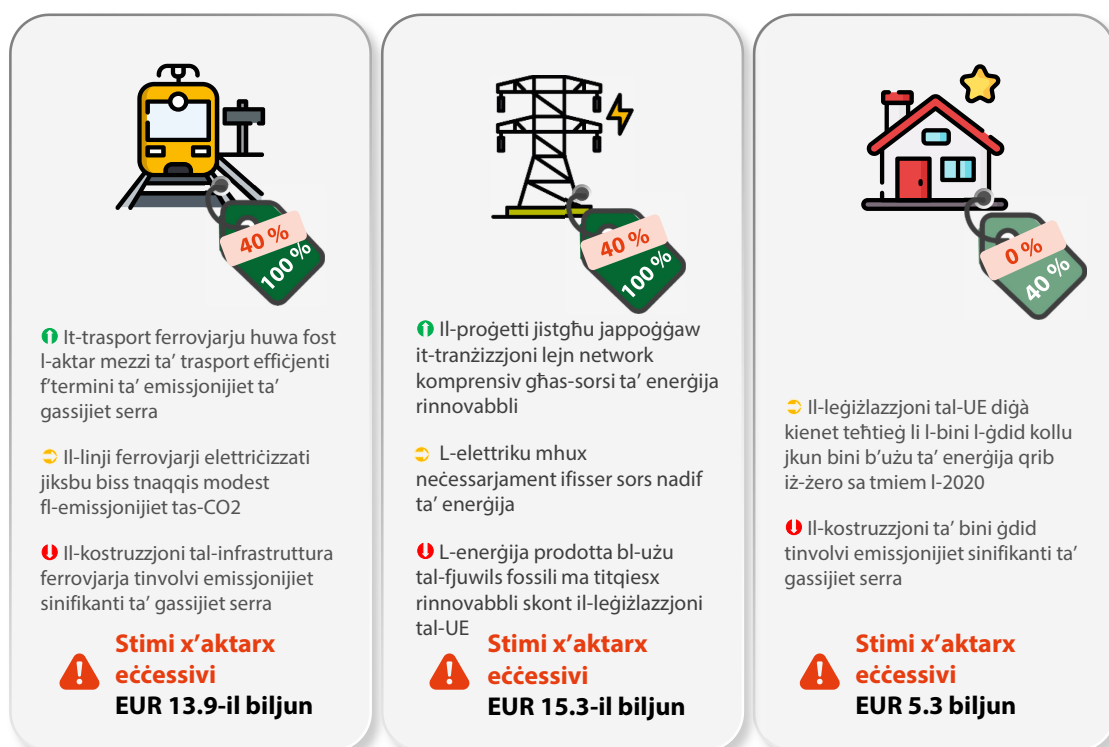 40 %
100 %
It-trasport ferrovjarju huwa fost
l-aktar mezzi ta’ trasport effiċjenti
f’termini ta’ emissjonijiet ta’
gassijiet serra
Il-linji ferrovjarji elettriċizzati
jiksbu biss tnaqqis modest
fl-emissjonijiet tas-CO2
Il-kostruzzjoni tal-infrastruttura
ferrovjarja tinvolvi emissjonijiet
sinifikanti ta’ gassijiet serra
Stimi x’aktarx
eċċessivi
EUR 13.9-il biljun
40 %
100 %
Il-proġetti jistgħu jappoġġaw
it-tranżizzjoni lejn network
komprensiv għas-sorsi ta’ enerġija
rinnovabbli
L-elettriku mhux
neċessarjament ifisser sors nadif
ta’ enerġija
L-enerġija prodotta bl-użu
tal-fjuwils fossili ma titqiesx
rinnovabbli skont il-leġiżlazzjoni
tal-UE
Stimi x’aktarx
eċċessivi
EUR 15.3-il biljun
0 %
40 %
Il-leġiżlazzjoni tal-UE diġà
kienet teħtieġ li l-bini l-ġdid kollu
jkun bini b’użu ta’ enerġija qrib
iż-żero sa tmiem l-2020
Il-kostruzzjoni ta’ bini ġdid
tinvolvi emissjonijiet sinifikanti ta’
gassijiet serra
Stimi x’aktarx
eċċessivi
EUR 5.3 biljun